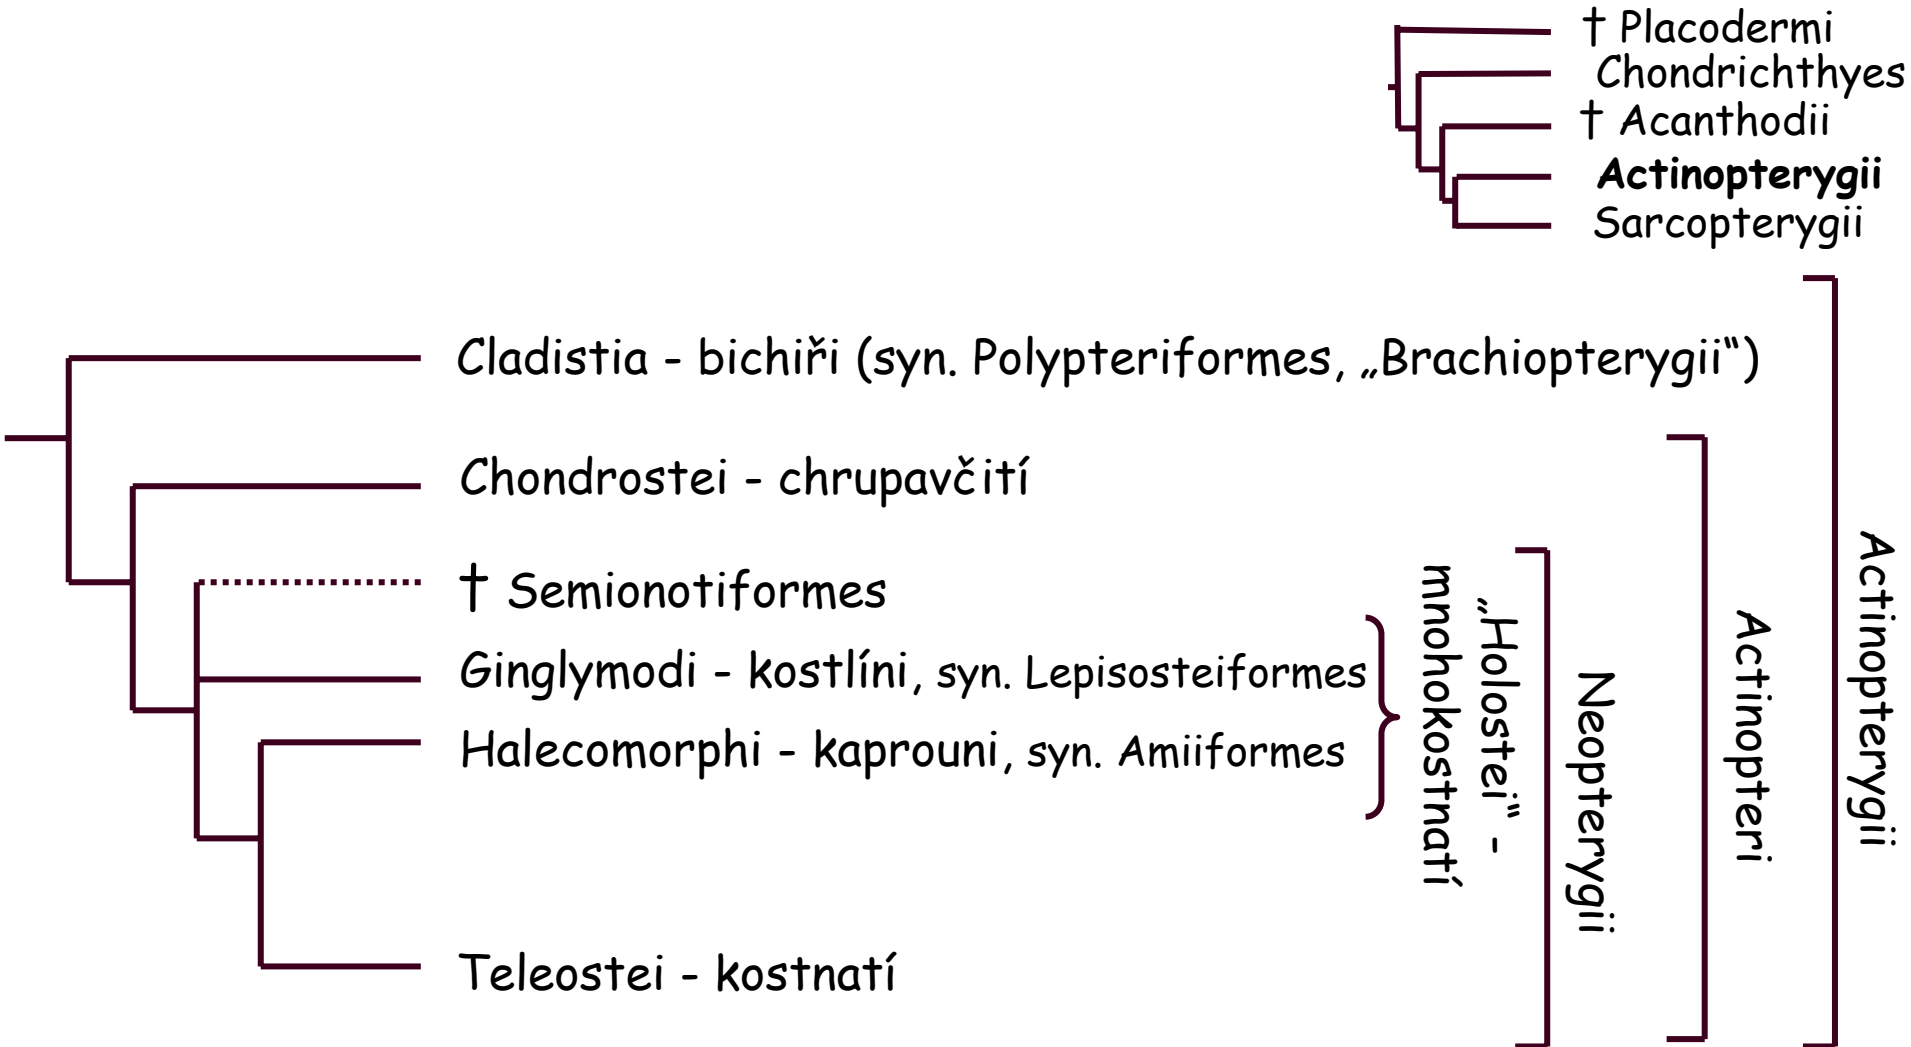 † Placodermi
Chondrichthyes
† Acanthodii
Actinopterygii
Sarcopterygii
Cladistia - bichiři (syn. Polypteriformes, „Brachiopterygii“)
Chondrostei - chrupavčití
† Semionotiformes
Ginglymodi - kostlíni, syn. Lepisosteiformes
Halecomorphi - kaprouni, syn. Amiiformes
Teleostei - kostnatí
„Holostei“ -
mnohokostnatí
Neopterygii
Actinopteri
Actinopterygii